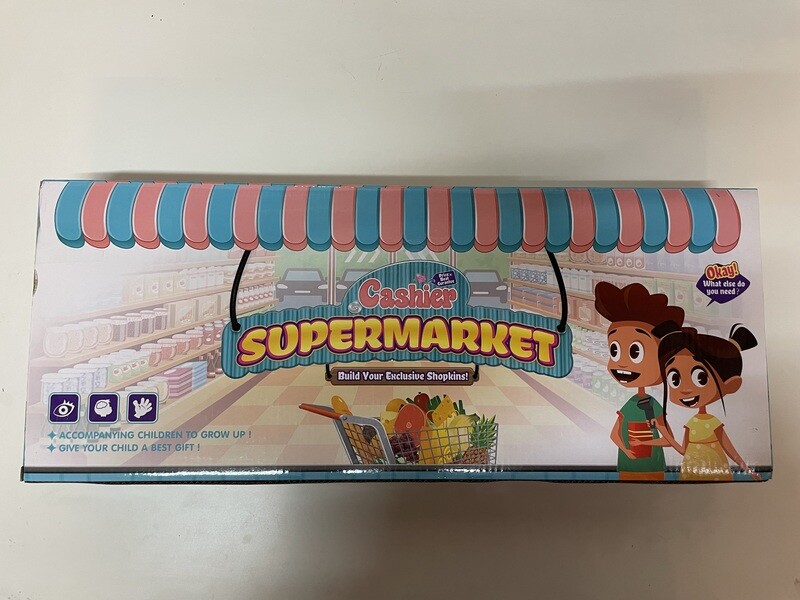 Cashier
SUPERMARKET
Build Your Exclusive Shopkins!
Okay!
What else do
you need?
ACCOMPANYING CHILDREN TO GROW UP !
GIVE YOUR CHILD A BEST GIFT !